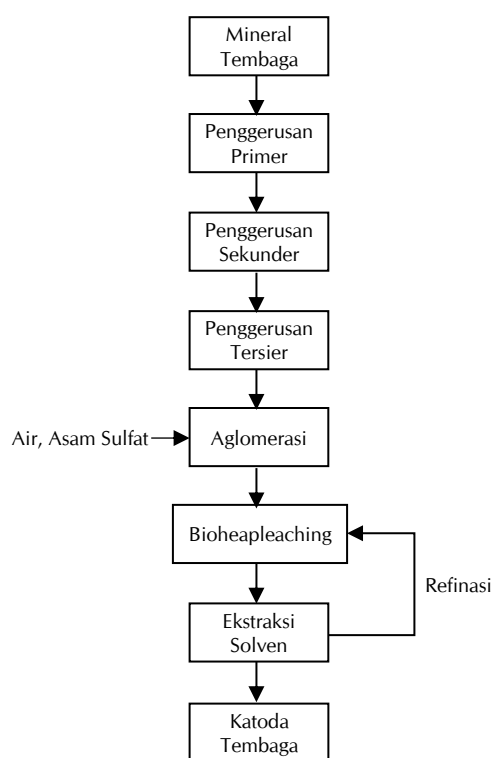 Mineral
Tembaga
Penggerusan
Primer
Penggerusan
Sekunder
Penggerusan
Tersier
Air, Asam Sulfat
Aglomerasi
Bioheapleaching
Refinasi
Ekstraksi
Solven
Katoda
Tembaga